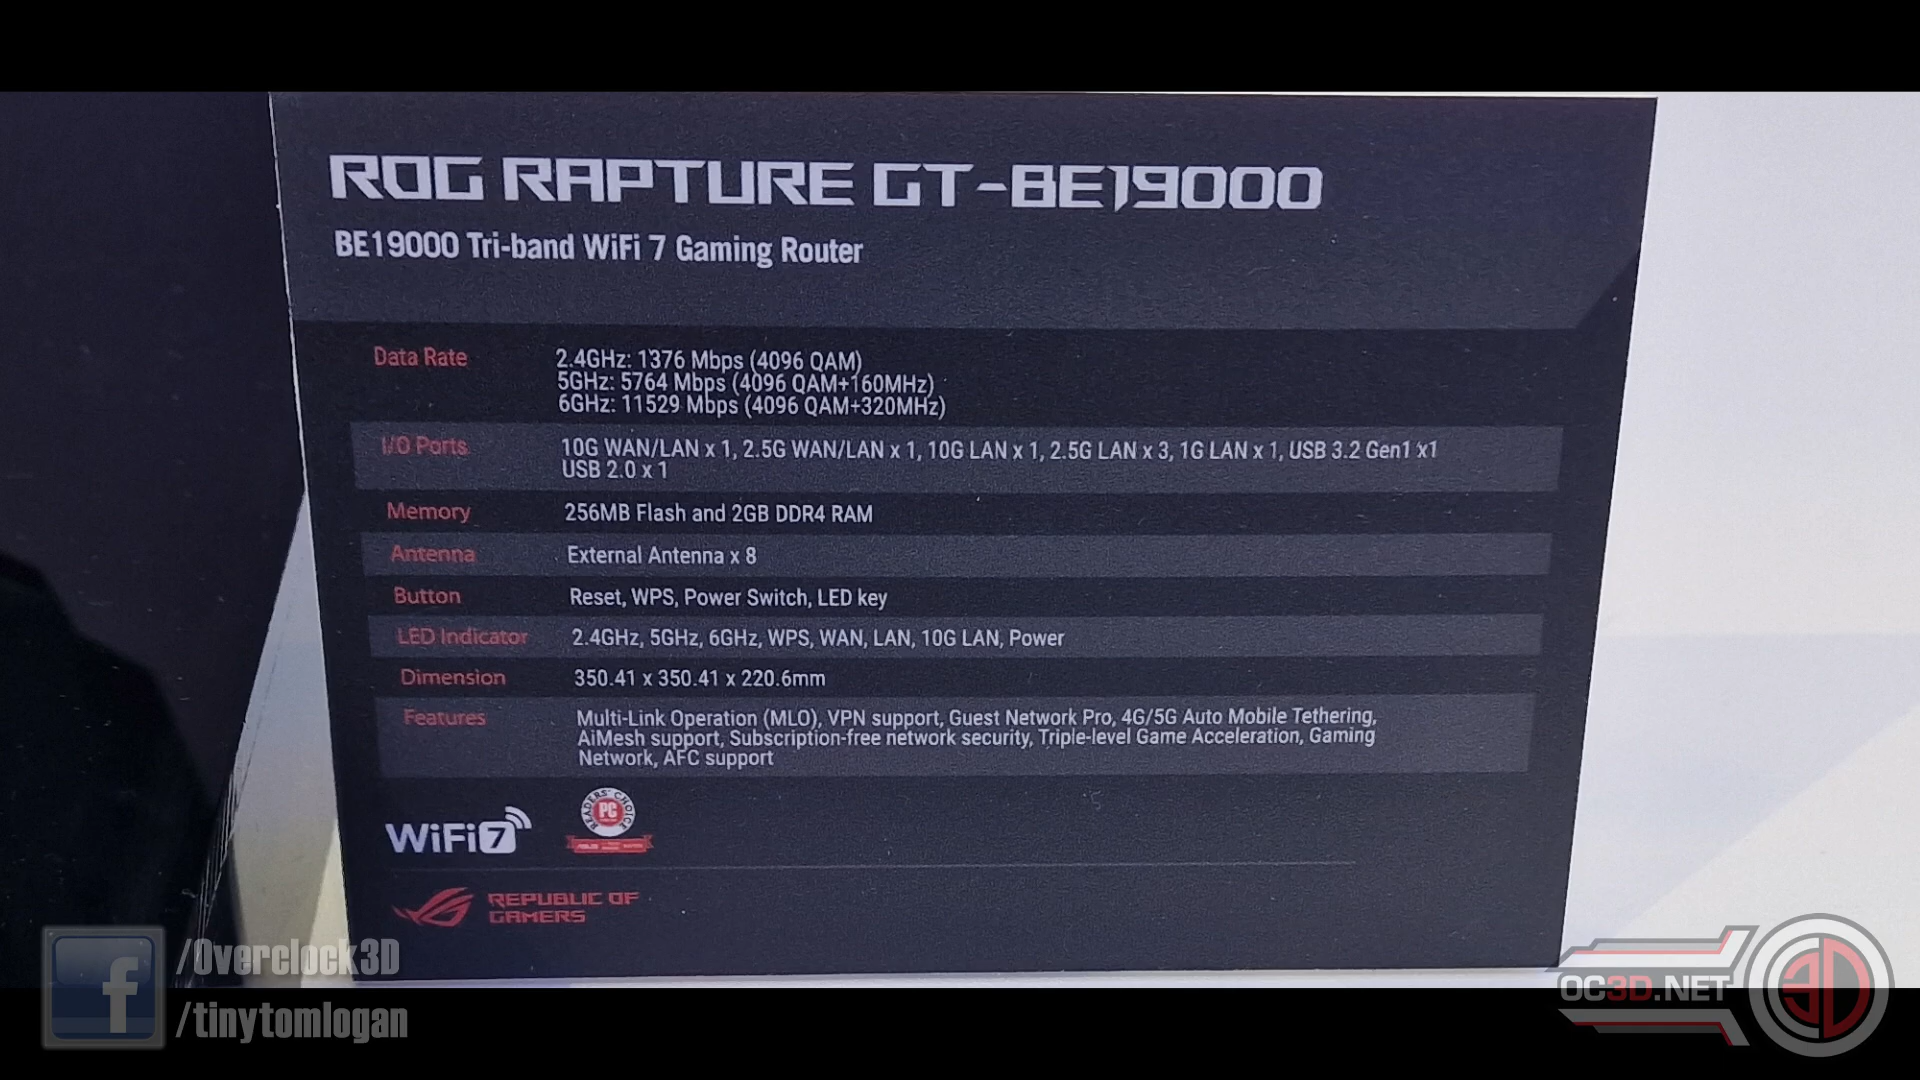 ROG RAPTURE GT-BE19000
BE19000 Tri-band WiFi 7 Gaming Router
Data Rate
2.4GHz: 1376 Mbps (4096 QAM)
5GHz: 5764 Mbps (4096 QAM+160MHz)
6GHz: 11529 Mbps (4096 QAM+320MHz)
I/O Ports
10G WAN/LAN x 1, 2.5G WAN/LAN x 1, 10G LAN x 1, 2.5G LAN x 3, 1G LAN x 1, USB 3.2 Gen1 x1
USB 2.0 x 1
Memory
256MB Flash and 2GB DDR4 RAM
Antenna
External Antenna x 8
Button
Reset, WPS, Power Switch, LED key
LED Indicator
2.4GHz, 5GHz, 6GHz, WPS, WAN, LAN, 10G LAN, Power
Dimension
350.41 x 350.41 x 220.6mm
Features
Multi-Link Operation (MLO), VPN support, Guest Network Pro, 4G/5G Auto Mobile Tethering,
AiMesh support, Subscription-free network security, Triple-level Game Acceleration, Gaming
Network, AFC support
WiFi 7
READERS' CHOICE
PC
REPUBLIC OF
GAMERS
f
/Overclock3D
/tinytomlogan
OC3D.NET
3D